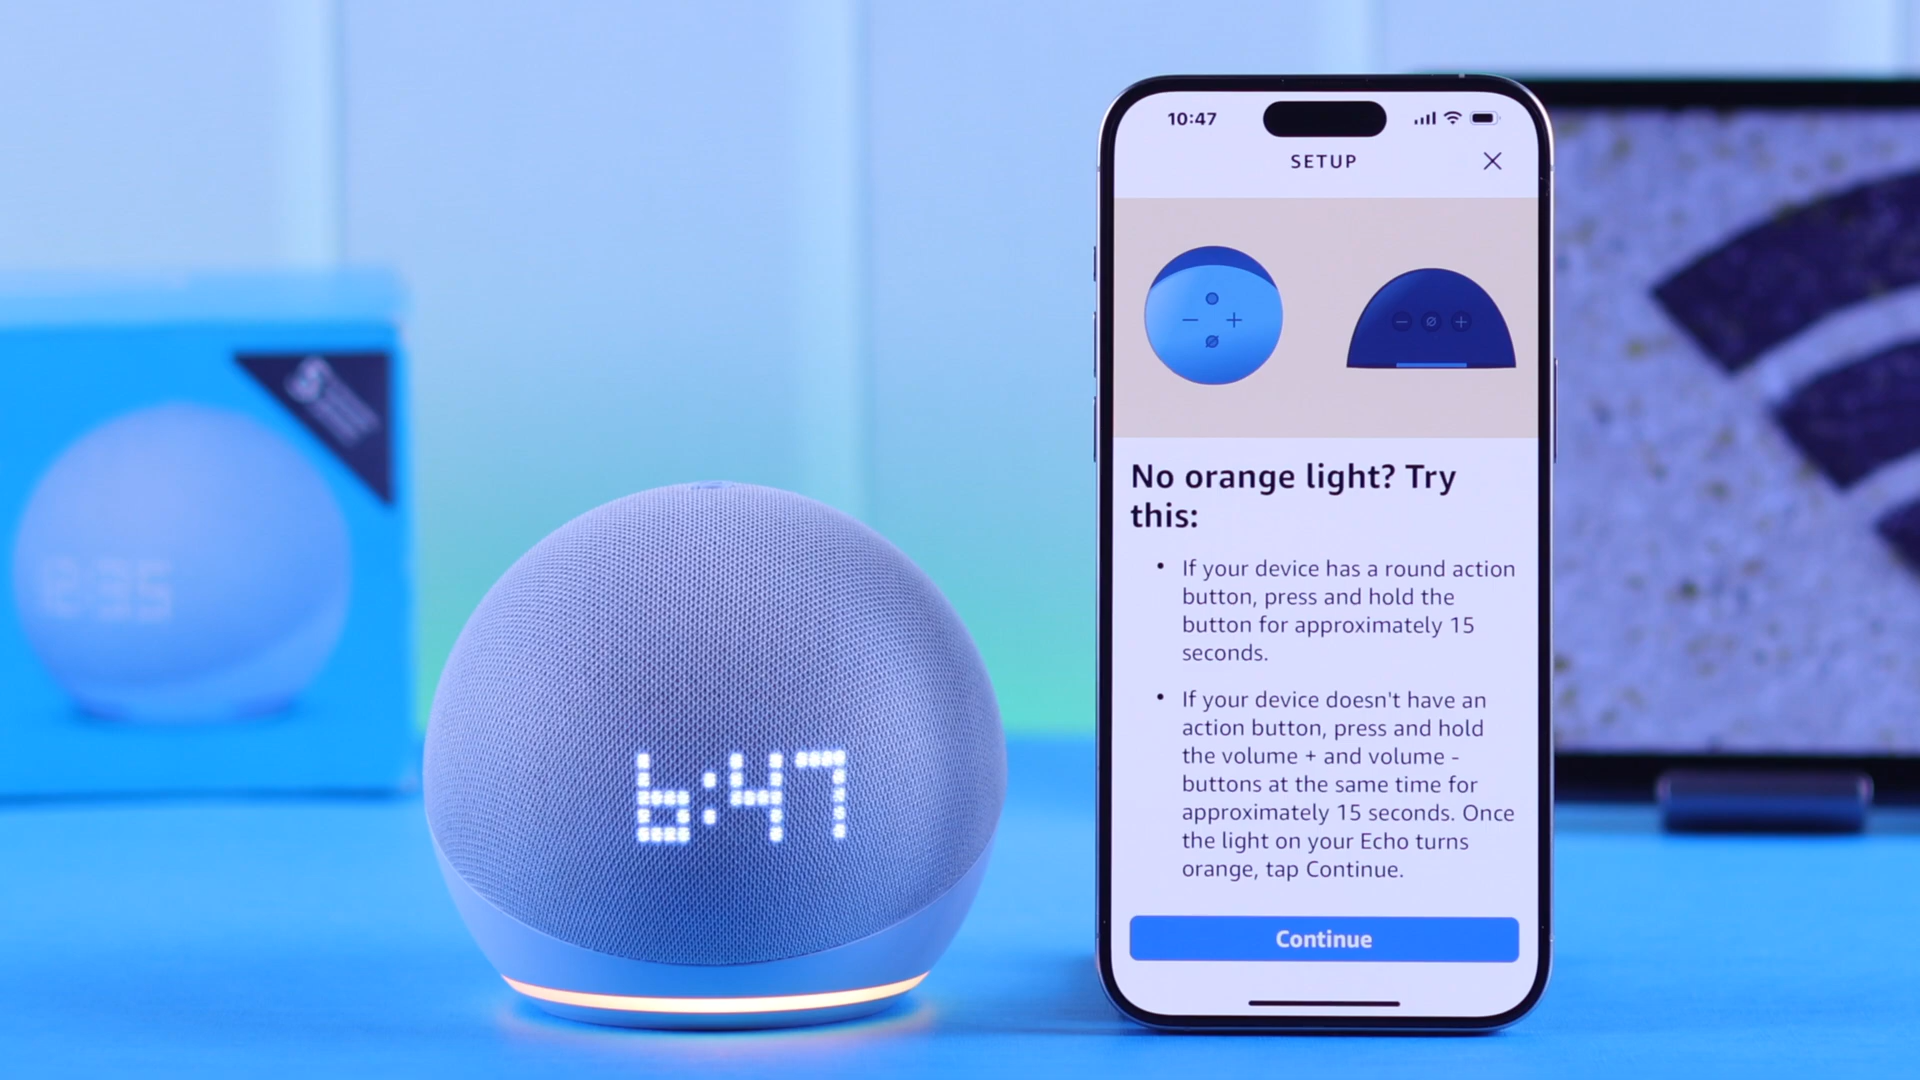 10:47
SETUP
No orange light? Try
this:
• If your device has a round action
button, press and hold the
button for approximately 15
seconds.
• If your device doesn't have an
action button, press and hold
the volume + and volume -
buttons at the same time for
approximately 15 seconds. Once
the light on your Echo turns
orange, tap Continue.
Continue
6:47
2:35